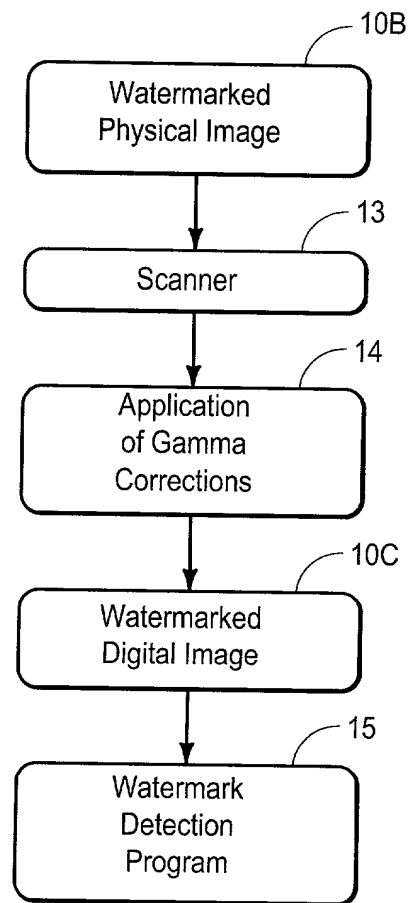 10B
Watermarked
Physical Image
13
Scanner
14
Application
of Gamma
Corrections
10C
Watermarked
Digital Image
15
Watermark
Detection
Program